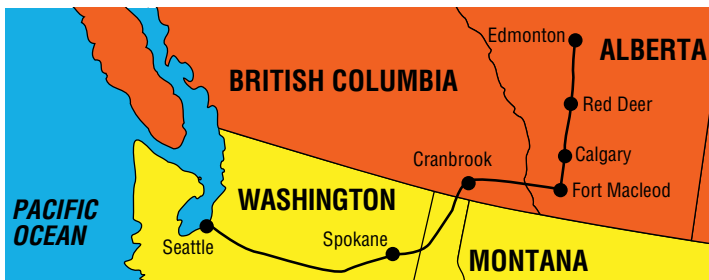 Edmonton
ALBERTA
BRITISH COLUMBIA
Red Deer
Calgary
Cranbrook
Fort Macleod
WASHINGTON
PACIFIC
OCEAN
Seattle
Spokane
MONTANA